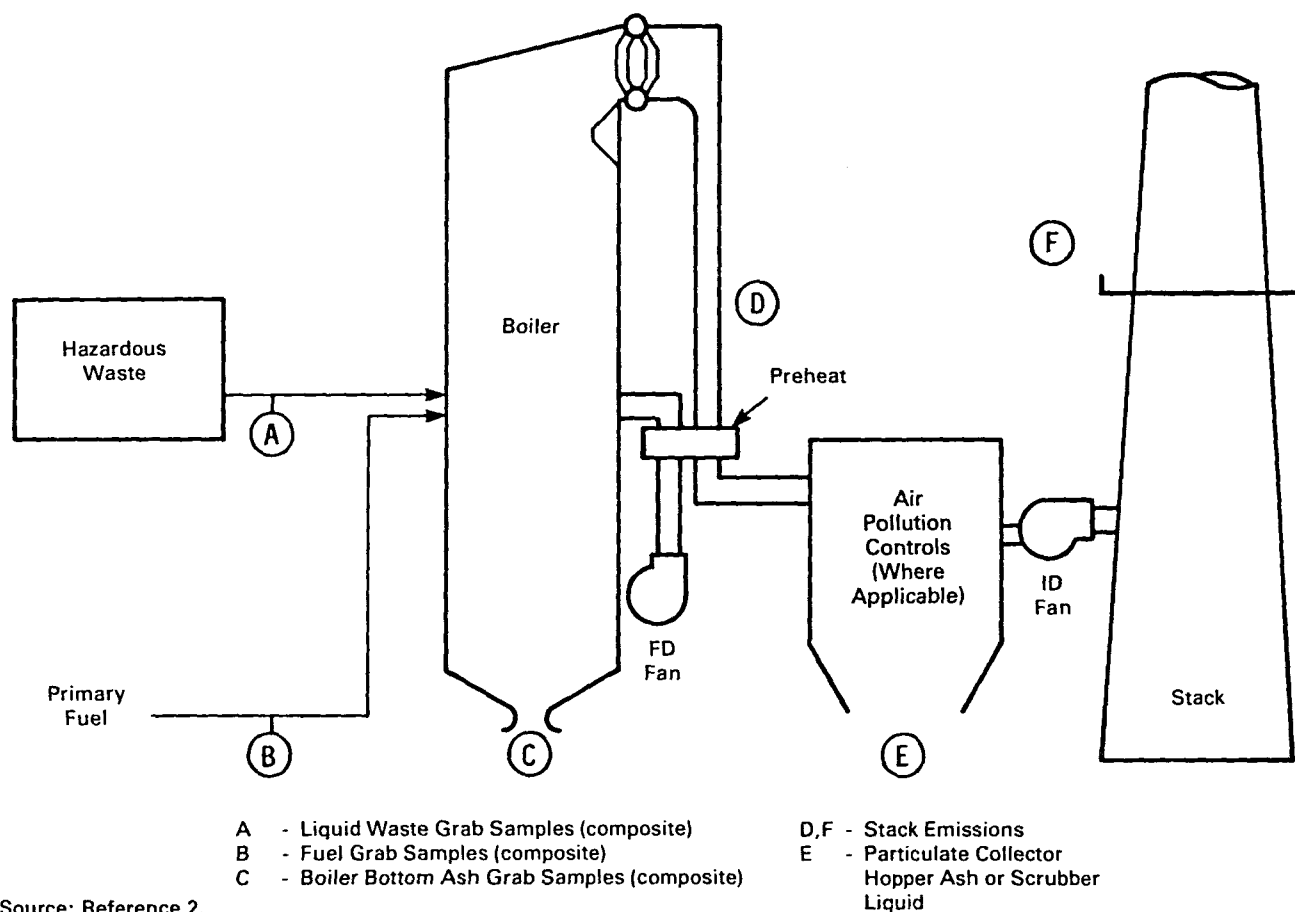 F
D
Boiler
Hazardous
Waste
Preheat
A
Air
Pollution
Controls
(Where
Applicable)
ID
Fan
FD
Fan
Primary
Fuel
Stack
B
C
E
A - Liquid Waste Grab Samples (composite)
B - Fuel Grab Samples (composite)
C - Boiler Bottom Ash Grab Samples (composite)
D,F - Stack Emissions
E - Particulate Collector
Hopper Ash or Scrubber
Liquid
Source: Reference 2